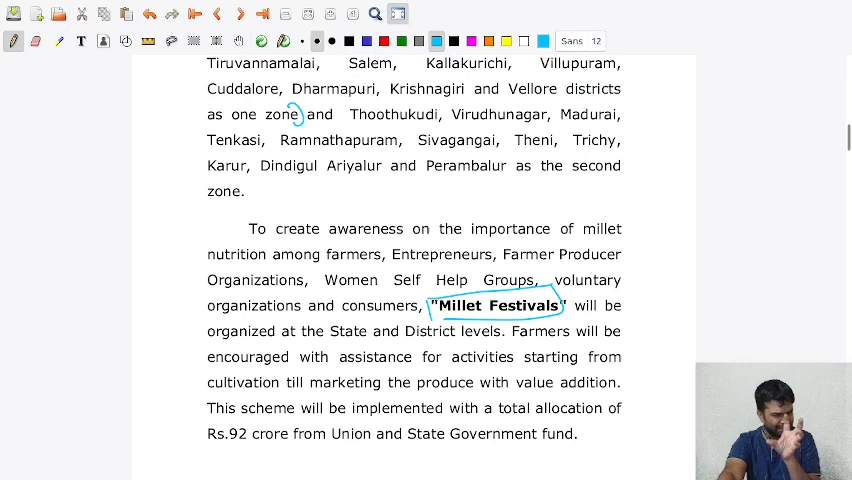 T
Sans 12
Tiruvannamalai, Salem, Kallakurichi, Villupuram,
Cuddalore, Dharmapuri, Krishnagiri and Vellore districts
as one zone and Thoothukudi, Virudhunagar, Madurai,
Tenkasi, Ramnathapuram, Sivagangai, Theni, Trichy,
Karur, Dindigul Ariyalur and Perambalur as the second
zone.
To create awareness on the importance of millet
nutrition among farmers, Entrepreneurs, Farmer Producer
Organizations, Women Self Help Groups, voluntary
organizations and consumers, "Millet Festivals" will be
organized at the State and District levels. Farmers will be
encouraged with assistance for activities starting from
cultivation till marketing the produce with value addition.
This scheme will be implemented with a total allocation of
Rs.92 crore from Union and State Government fund.